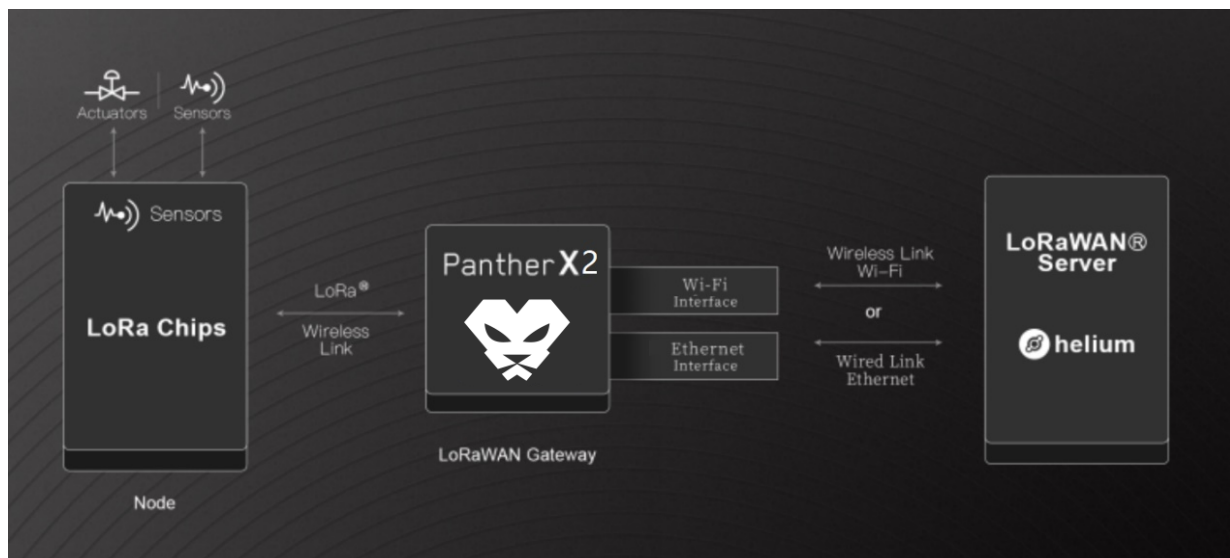 Actuators
Sensors
Sensors
LoRa Chips
Node
LoRa®
Wireless
Link
Panther X2
LoRaWAN Gateway
Wi-Fi
Interface
Ethernet
Interface
Wireless Link
Wi-Fi
or
Wired Link
Ethernet
LoRaWAN®
Server
helium